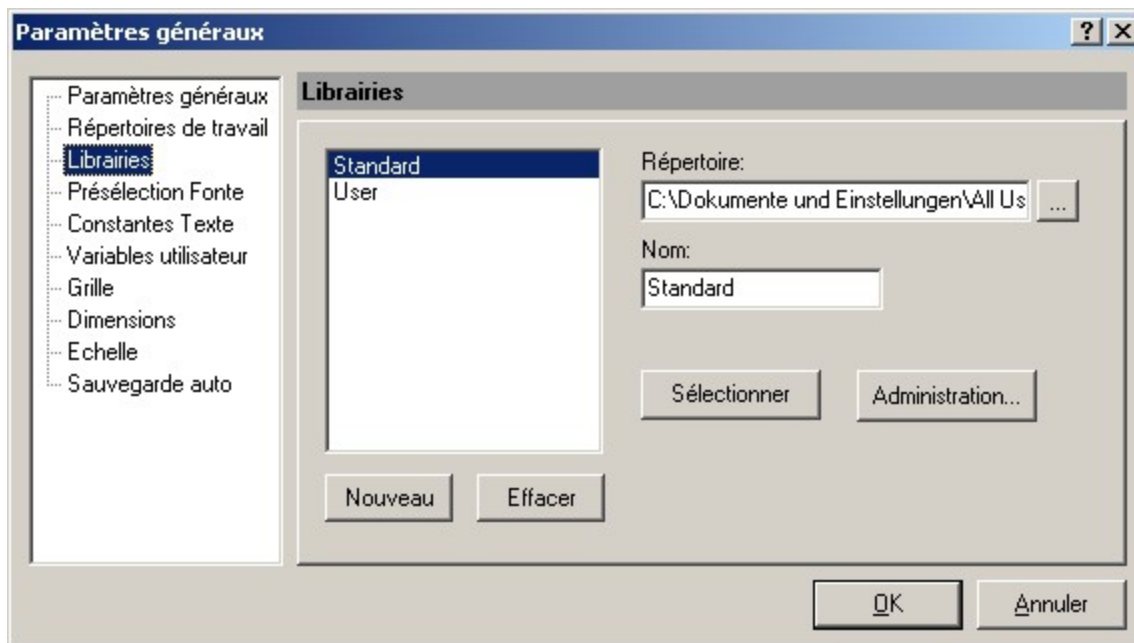 Paramètres généraux
Paramètres généraux
Répertoires de travail
Librairies
Présélection Fonte
Constantes Texte
Variables utilisateur
Grille
Dimensions
Echelle
Sauvegarde auto
Librairies
Standard
User
Nouveau
Effacer
Répertoire:
C:\Dokumente und Einstellungen\All Us
...
Nom:
Standard
Sélectionner
Administration...
OK
Annuler